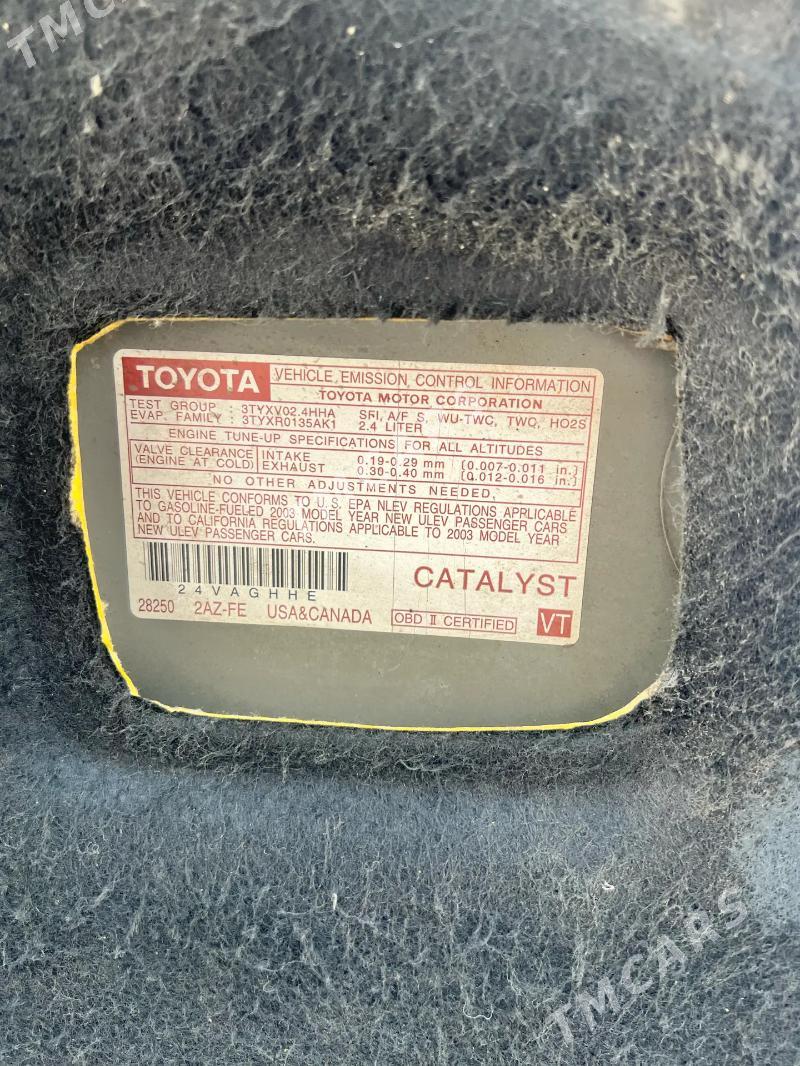 TMCARS
TOYOTA VEHICLE EMISSION CONTROL INFORMATION
TOYOTA MOTOR CORPORATION
TEST GROUP : 3TYXV02.4HHA SFI, A/F S, WU-TWC, TWC, HO2S
EVAP. FAMILY : 3TYXR0135AK1 2.4 LITER
ENGINE TUNE-UP SPECIFICATIONS FOR ALL ALTITUDES
VALVE CLEARANCE INTAKE 0.19-0.29 mm [0.007-0.011 in.]
(ENGINE AT COLD) EXHAUST 0.30-0.40 mm [0.012-0.016 in.]
NO OTHER ADJUSTMENTS NEEDED.
THIS VEHICLE CONFORMS TO U.S. EPA NLEV REGULATIONS APPLICABLE
TO GASOLINE-FUELED 2003 MODEL YEAR NEW ULEV PASSENGER CARS
AND TO CALIFORNIA REGULATIONS APPLICABLE TO 2003 MODEL YEAR
NEW ULEV PASSENGER CARS.
24VAGHHE
CATALYST
28250 2AZ-FE USA&CANADA OBD II CERTIFIED VT
TMCARS